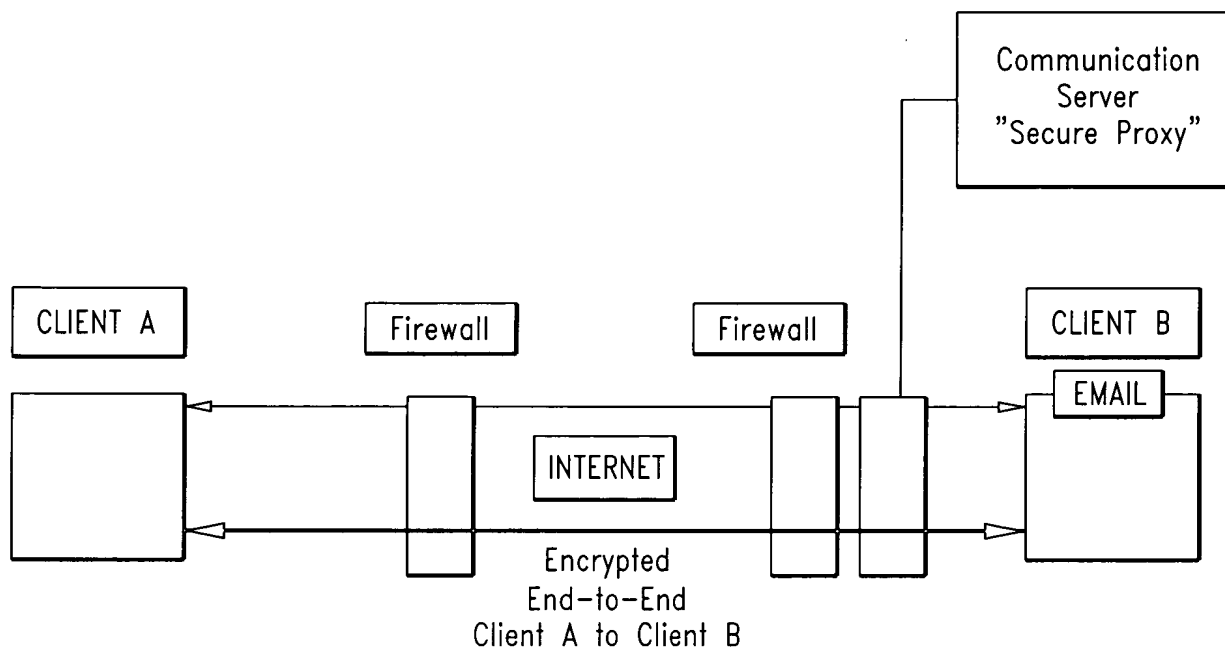 Communication
Server
"Secure Proxy"
CLIENT A
Firewall
Firewall
CLIENT B
EMAIL
INTERNET
Encrypted
End-to-End
Client A to Client B